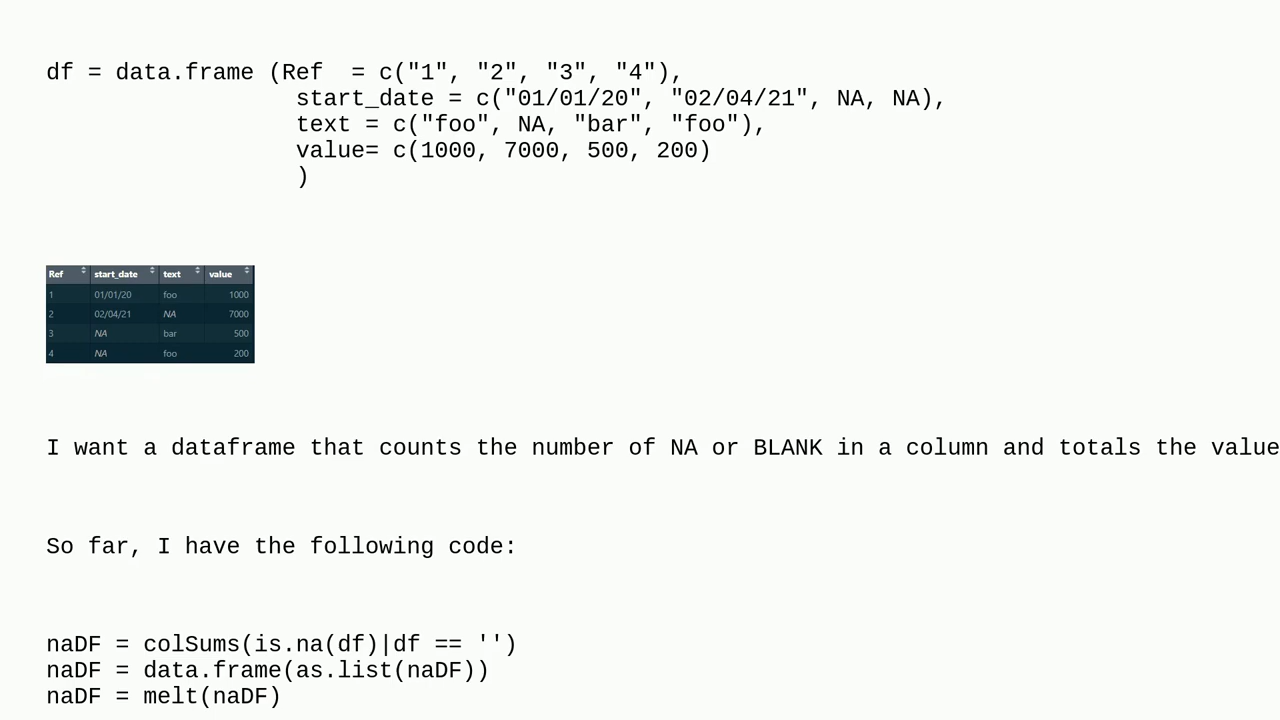 df = data.frame (Ref  = c("1", "2", "3", "4"),
                  start_date = c("01/01/20", "02/04/21", NA, NA),
                  text = c("foo", NA, "bar", "foo"),
                  value= c(1000, 7000, 500, 200)
                  )
Ref start_date text value
1 01/01/20 foo 1000
2 02/04/21 NA 7000
3 NA bar 500
4 NA foo 200
I want a dataframe that counts the number of NA or BLANK in a column and totals the value
So far, I have the following code:
naDF = colSums(is.na(df)|df == '')
naDF = data.frame(as.list(naDF))
naDF = melt(naDF)